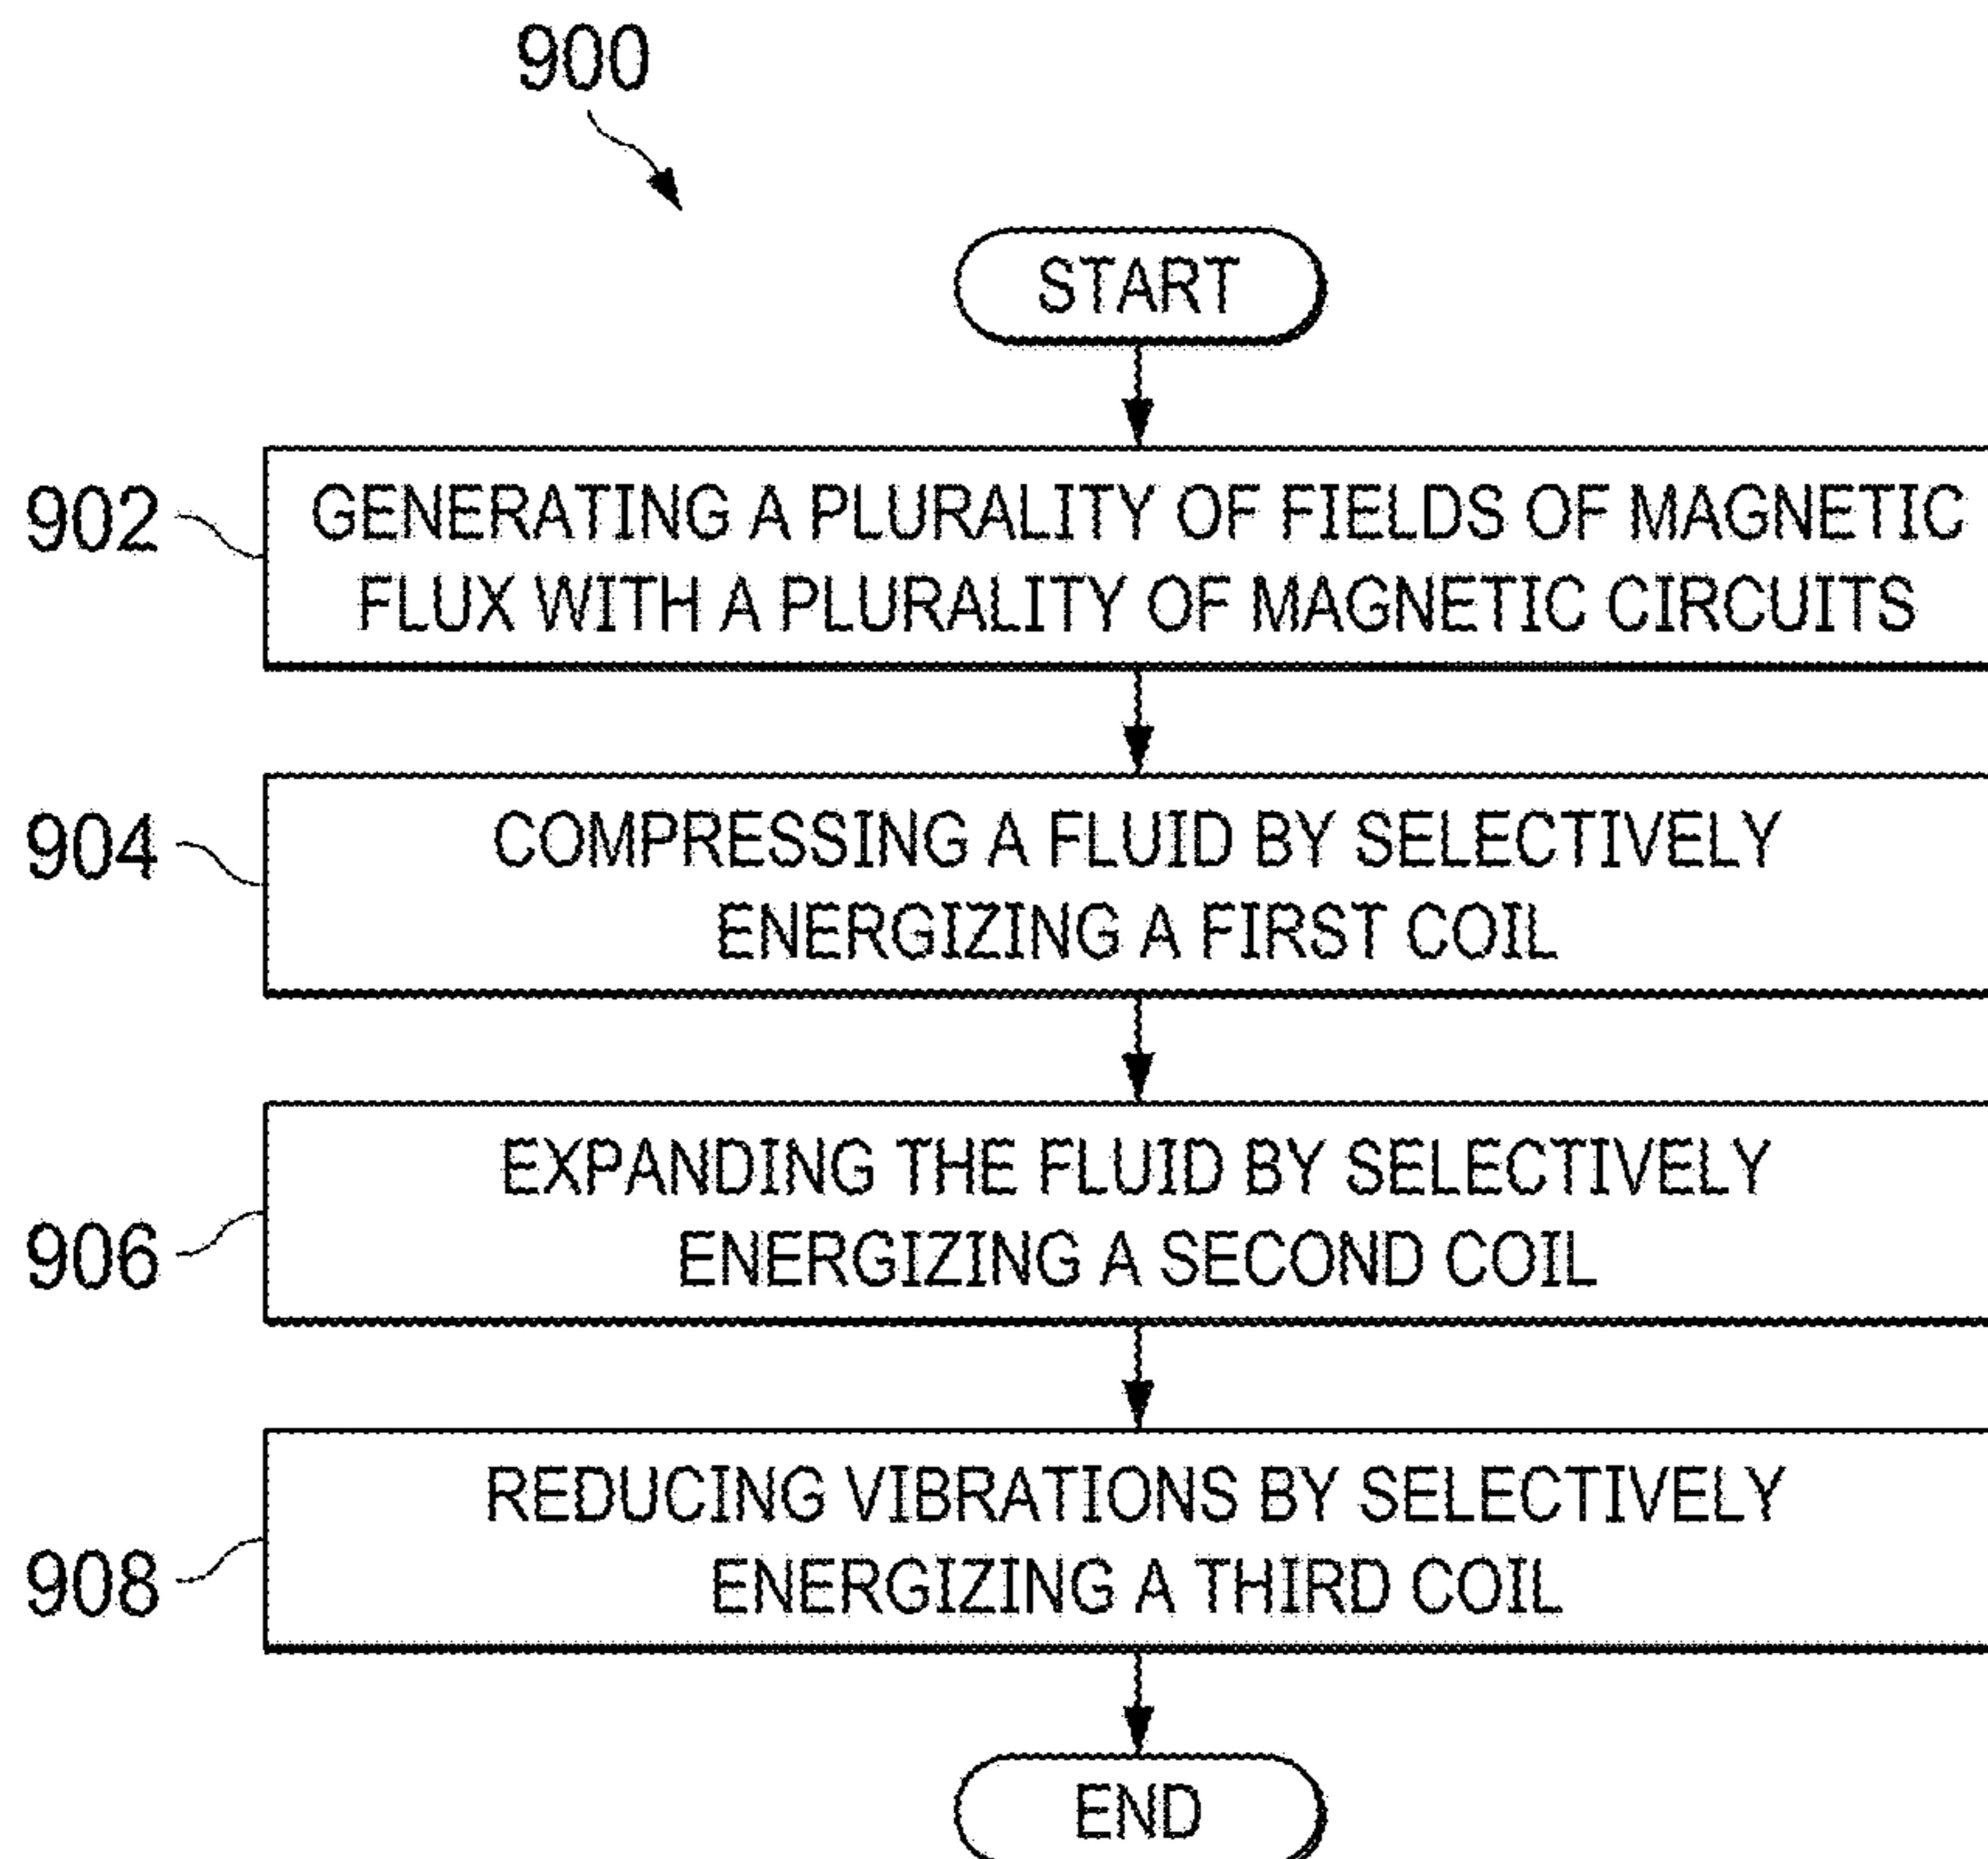 900
START
902
GENERATING A PLURALITY OF FIELDS OF MAGNETIC
FLUX WITH A PLURALITY OF MAGNETIC CIRCUITS
904
COMPRESSING A FLUID BY SELECTIVELY
ENERGIZING A FIRST COIL
906
EXPANDING THE FLUID BY SELECTIVELY
ENERGIZING A SECOND COIL
908
REDUCING VIBRATIONS BY SELECTIVELY
ENERGIZING A THIRD COIL
END